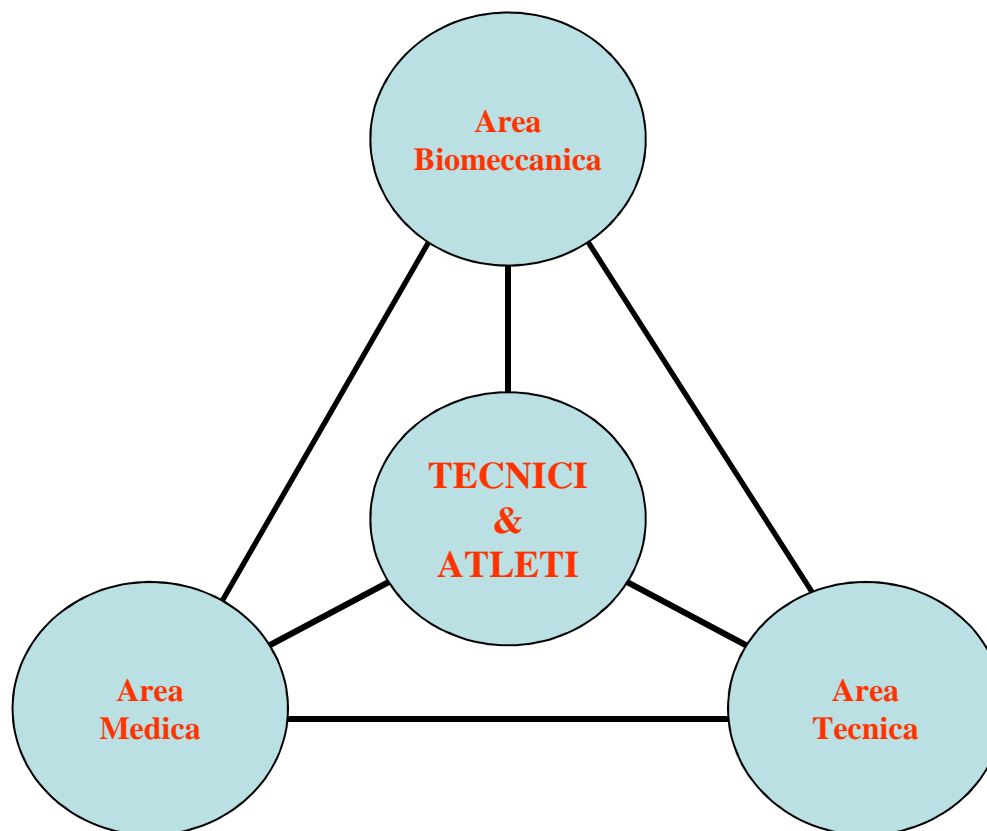 Area
Biomeccanica
TECNICI
&
ATLETI
Area
Medica
Area
Tecnica